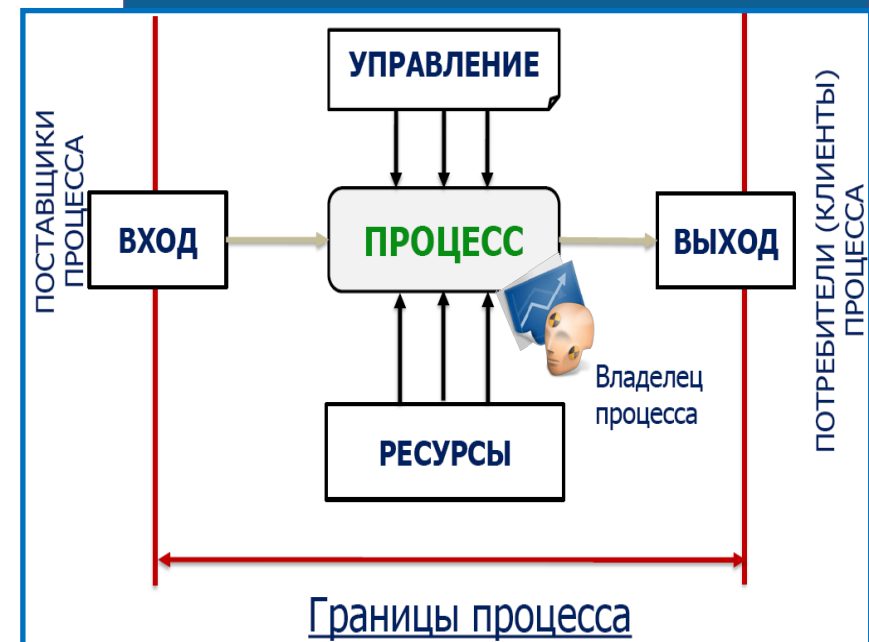 УПРАВЛЕНИЕ
ПОСТАВЩИКИ
ПРОЦЕССА
ВХОД
ПРОЦЕСС
ВЫХОД
ПОТРЕБИТЕЛИ (КЛИЕНТЫ)
ПРОЦЕССА
Владелец
процесса
РЕСУРСЫ
Границы процесса